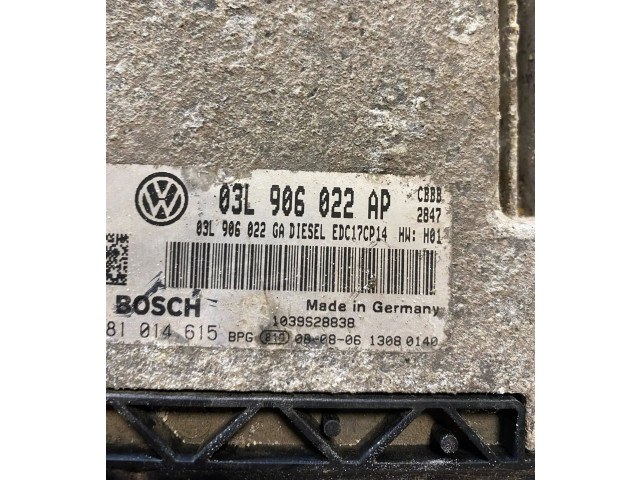 03L 906 022 AP
CBBB
2847
03L 906 022 GA DIESEL EDC17CP14 HW: H01
BOSCH
Made in Germany
1039S28838
81 014 615 BPG 810 08-08-06 1308 0140